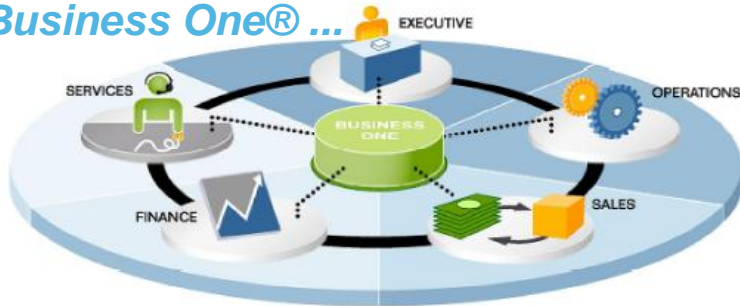 Business One® ...
EXECUTIVE
SERVICES
OPERATIONS
BUSINESS
ONE
FINANCE
SALES